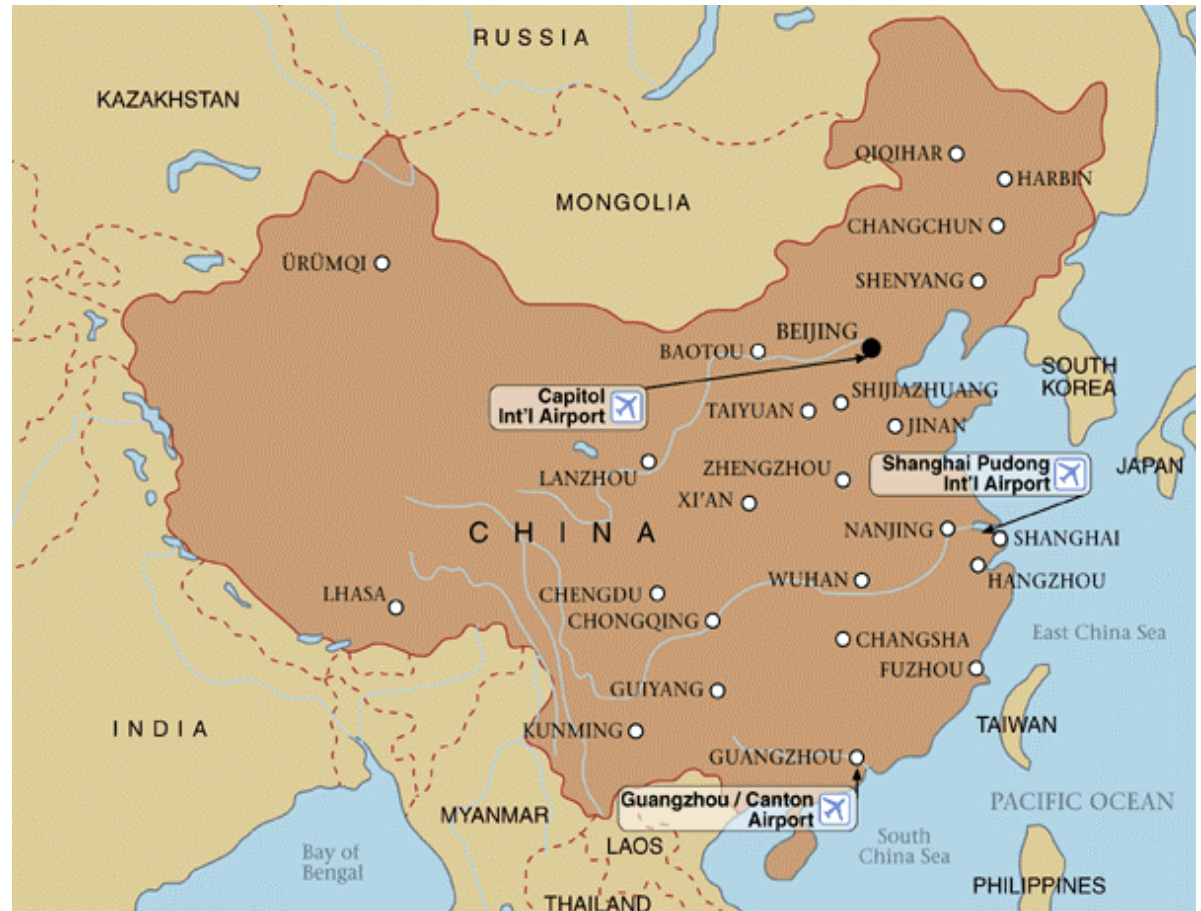 RUSSIA
KAZAKHSTAN
QIQIHAR
HARBIN
MONGOLIA
CHANGCHUN
ÜRÜMQI
SHENYANG
BEIJING
BAOTOU
SOUTH
KOREA
Capitol
Int'l Airport
SHIJIAZHUANG
TAIYUAN
JINAN
Shanghai Pudong
Int'l Airport
JAPAN
ZHENGZHOU
LANZHOU
XI'AN
CHINA
NANJING
SHANGHAI
WUHAN
HANGZHOU
LHASA
CHENGDU
CHONGQING
East China Sea
CHANGSHA
FUZHOU
GUIYANG
INDIA
KUNMING
TAIWAN
GUANGZHOU
Guangzhou / Canton
Airport
PACIFIC OCEAN
MYANMAR
South
China Sea
LAOS
Bay of
Bengal
PHILIPPINES
THAILAND